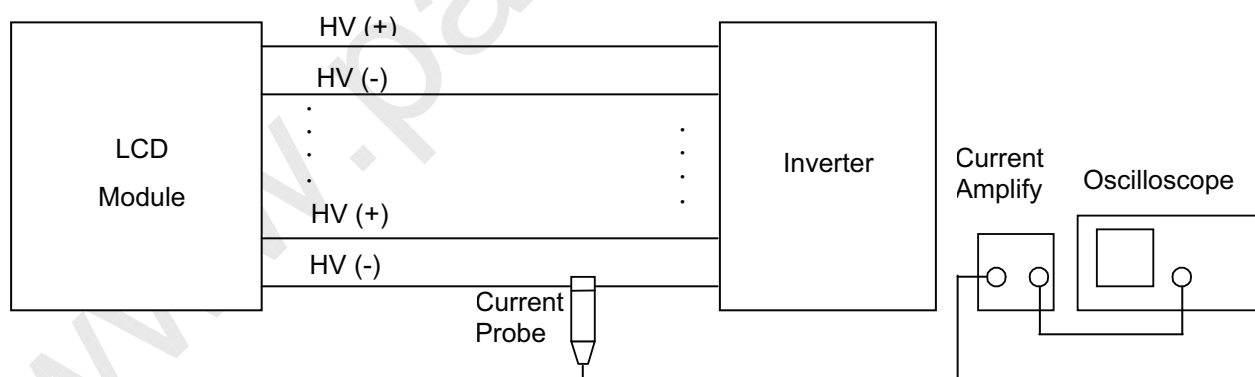 HV (+)
HV (-)
LCD
Module
Inverter
Current
Amplify
Oscilloscope
HV (+)
HV (-)
Current
Probe